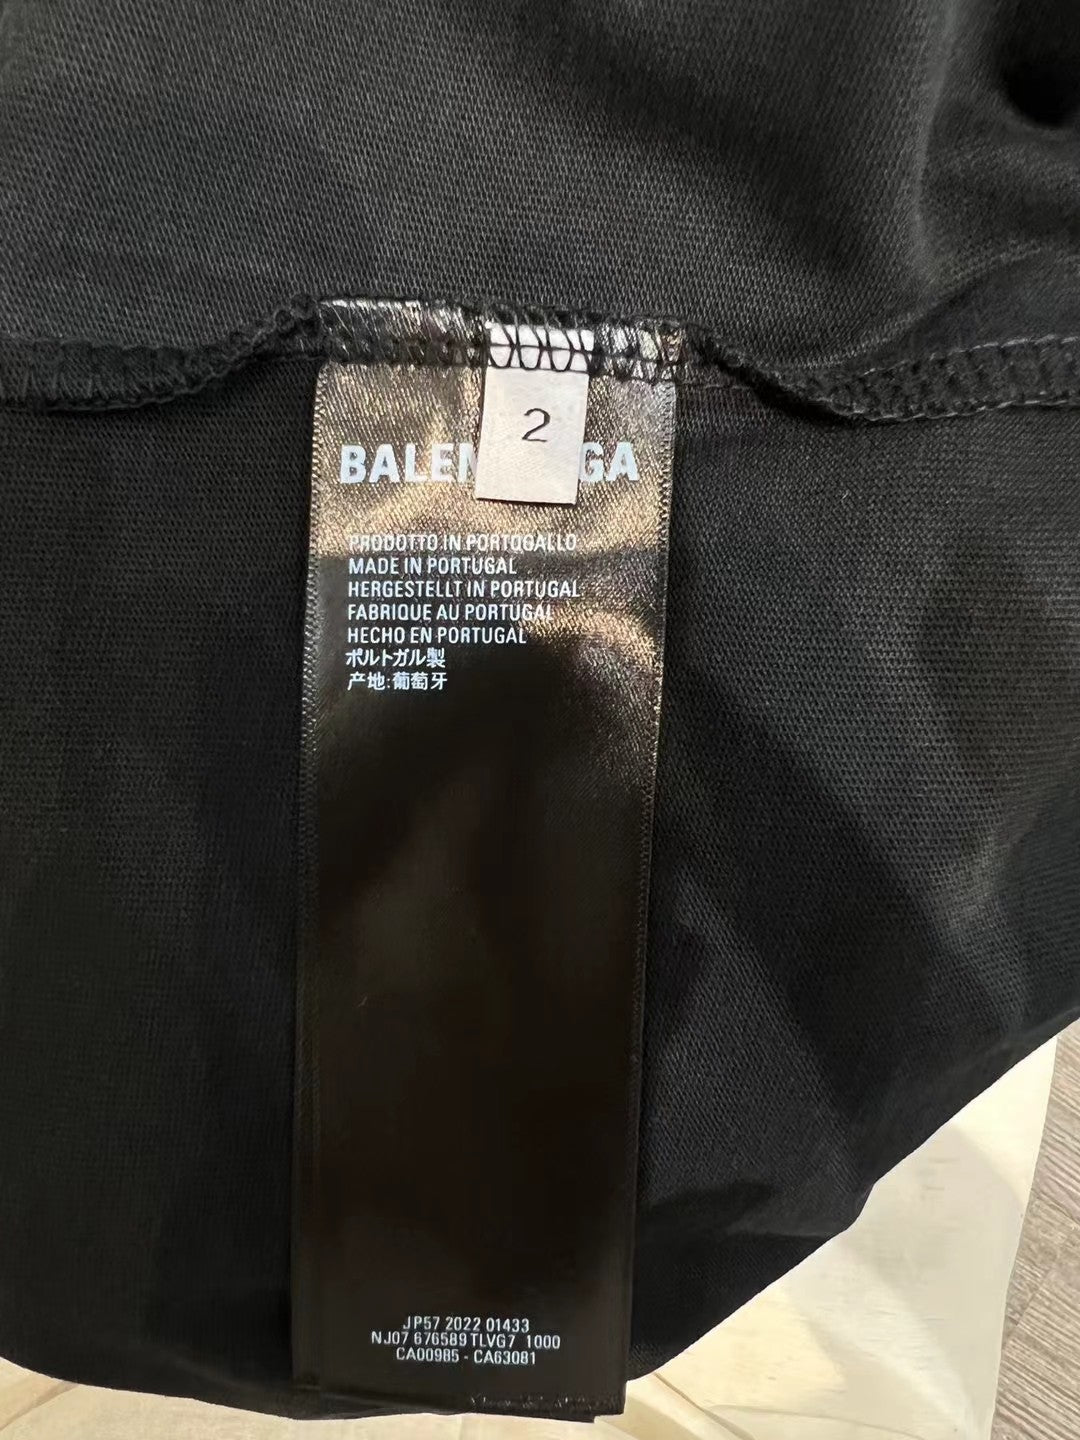 2
BALEN GA
PRODOTTO IN PORTOGALLO
MADE IN PORTUGAL
HERGESTELLT IN PORTUGAL
FABRIQUE AU PORTUGAL
HECHO EN PORTUGAL
ポルトガル製
产地:葡萄牙
JP57 2022 01433
NJ07 676589 TLVG7 1000
CA00985 - CA63081